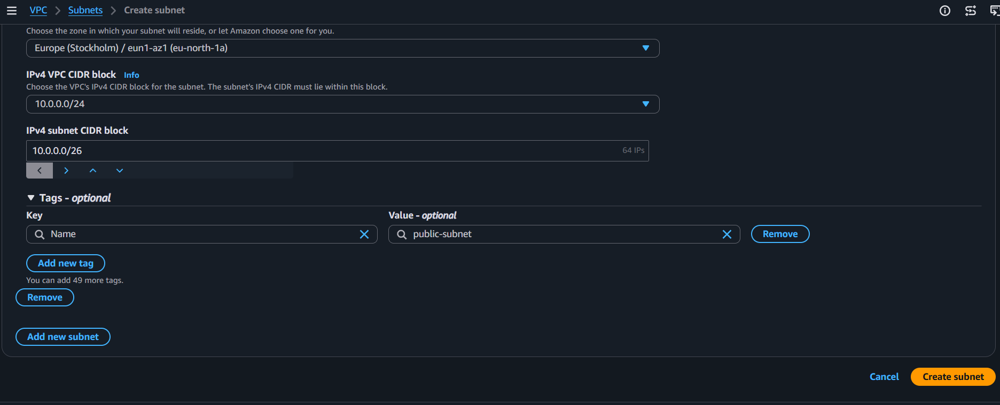 VPC > Subnets > Create subnet
Choose the zone in which your subnet will reside, or let Amazon choose one for you.
Europe (Stockholm) / eun1-az1 (eu-north-1a)
IPv4 VPC CIDR block Info
Choose the VPC's IPv4 CIDR block for the subnet. The subnet's IPv4 CIDR must lie within this block.
10.0.0.0/24
IPv4 subnet CIDR block
10.0.0.0/26 64 IPs
Tags - optional
Key Value - optional
Name public-subnet Remove
Add new tag
You can add 49 more tags.
Remove
Add new subnet
Cancel Create subnet